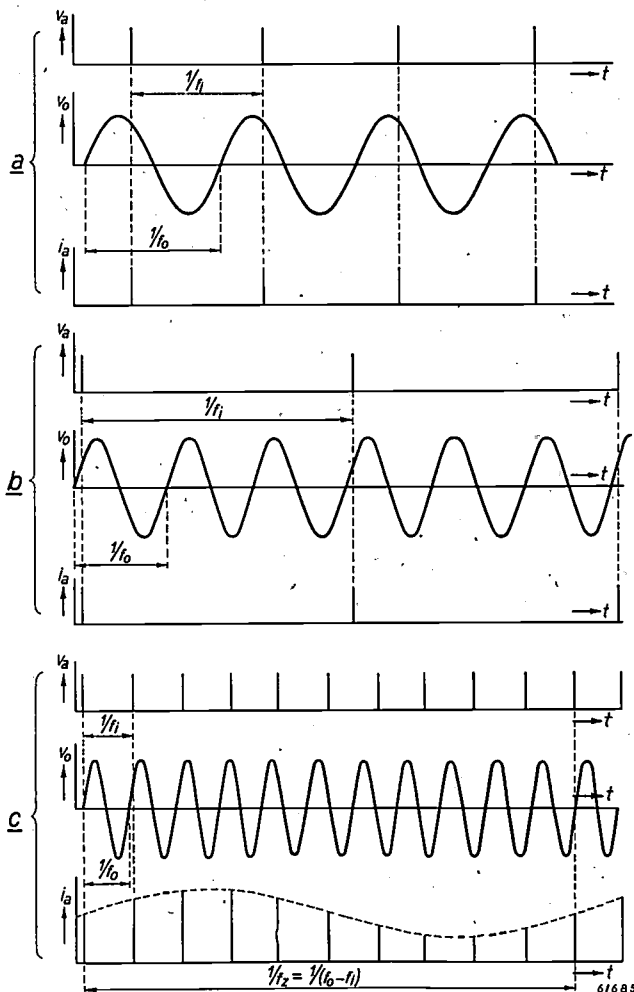 a
v_a
t
1/f_i
v_o
t
1/f_o
i_a
t
b
v_a
t
1/f_i
v_o
t
1/f_o
i_a
t
c
v_a
t
1/f_i
v_o
t
1/f_o
i_a
t
1/f_z = 1/(f_o-f_i)
61685